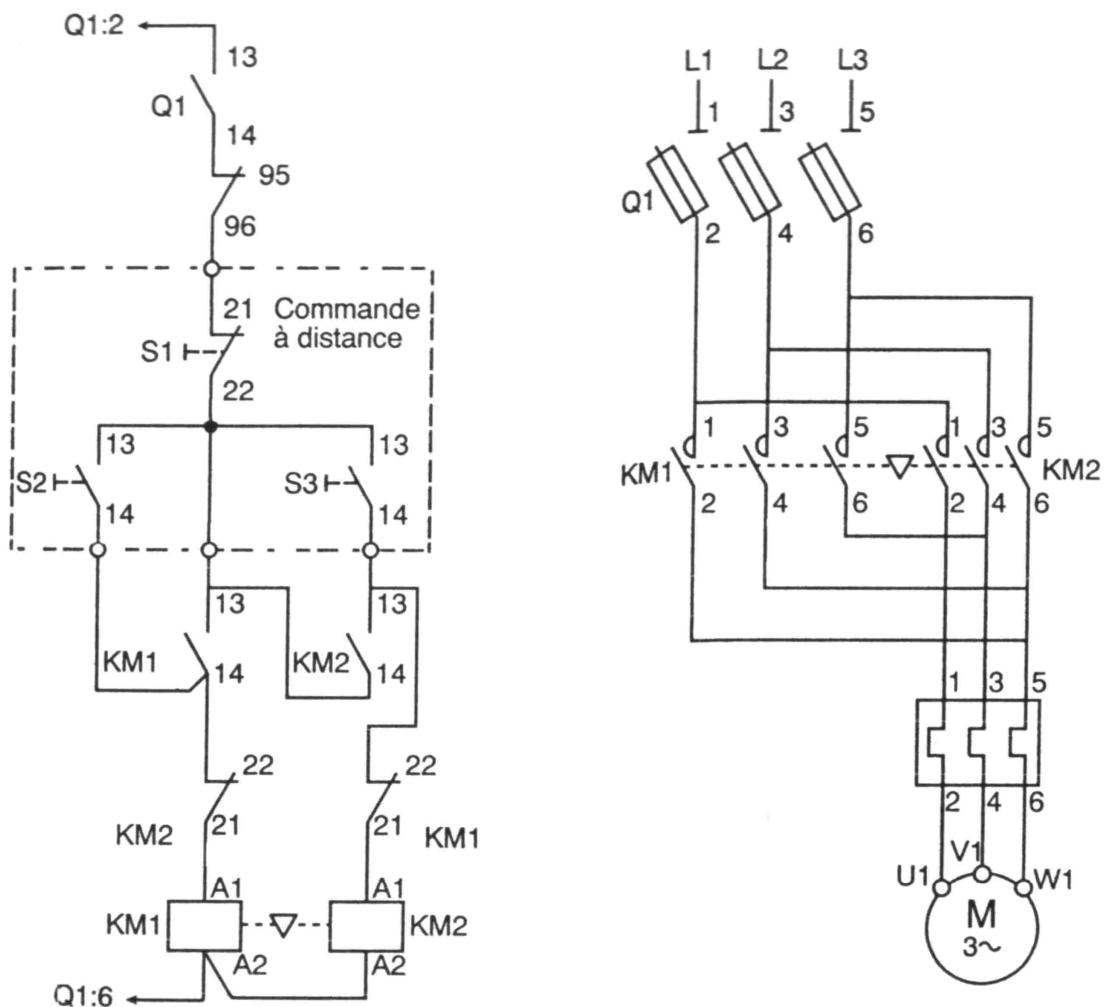 Q1:2
13
Q1
14
95
96
21
Commande
à distance
S1
22
13
13
S2
S3
14
14
13
13
KM1
14
KM2
14
22
22
KM2
21
21
KM1
A1
A1
KM1
KM2
A2
A2
Q1:6
L1 L2 L3
1 3 5
Q1
2 4 6
1 3 5 1 3 5
KM1
KM2
2 4 6 2 4 6
1 3 5
2 4 6
V1
U1
W1
M
3~